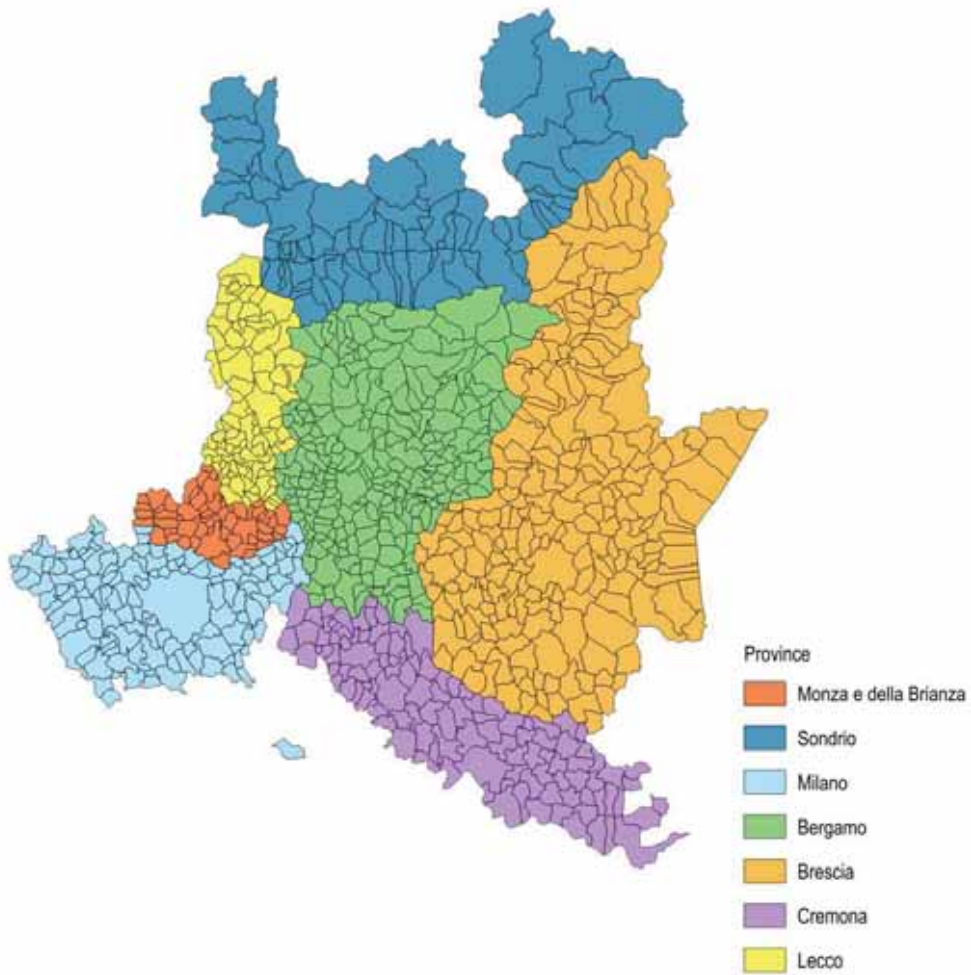 Province
Monza e della Brianza
Sondrio
Milano
Bergamo
Brescia
Cremona
Lecco